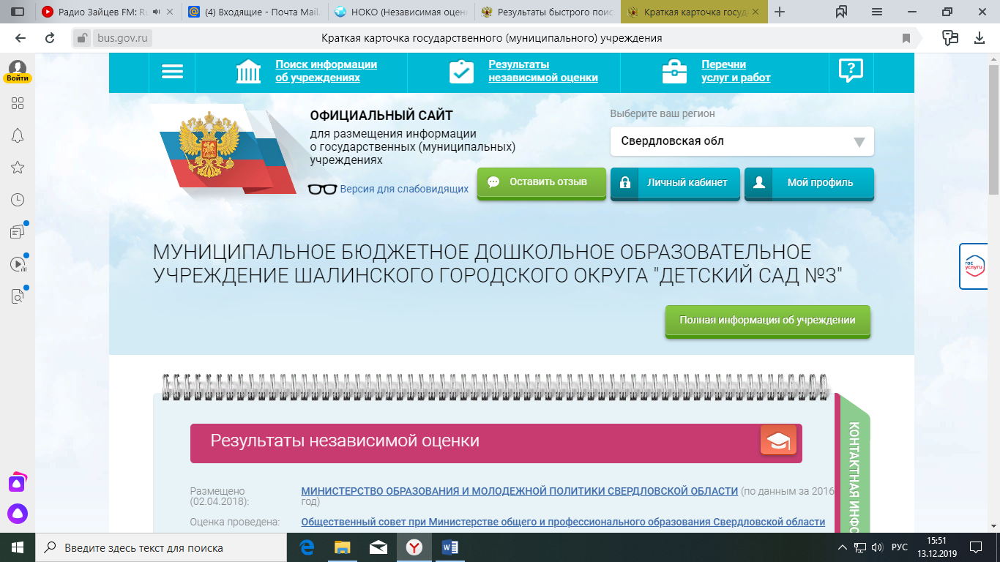 Радио Зайцев FM: Ru
(4) Входящие - Почта Mail.
НОКО (Независимая оцен
Результаты быстрого пои
Краткая карточка госуд
bus.gov.ru
Краткая карточка государственного (муниципального) учреждения
Войти
Поиск информации
об учреждениях
Результаты
независимой оценки
Перечни
услуг и работ
ОФИЦИАЛЬНЫЙ САЙТ
для размещения информации
о государственных (муниципальных)
учреждениях
Версия для слабовидящих
Выберите ваш регион
Свердловская обл
Оставить отзыв
Личный кабинет
Мой профиль
гос
услуги
МУНИЦИПАЛЬНОЕ БЮДЖЕТНОЕ ДОШКОЛЬНОЕ ОБРАЗОВАТЕЛЬНОЕ
УЧРЕЖДЕНИЕ ШАЛИНСКОГО ГОРОДСКОГО ОКРУГА "ДЕТСКИЙ САД №3"
Полная информация об учреждении
Результаты независимой оценки
КОНТАКТНАЯ ИНФО
Размещено
(02.04.2018):
МИНИСТЕРСТВО ОБРАЗОВАНИЯ И МОЛОДЕЖНОЙ ПОЛИТИКИ СВЕРДЛОВСКОЙ ОБЛАСТИ (по данным за 2016
год)
Оценка проведена:
Общественный совет при Министерстве общего и профессионального образования Свердловской области
Введите здесь текст для поиска
РУС
15:51
13.12.2019